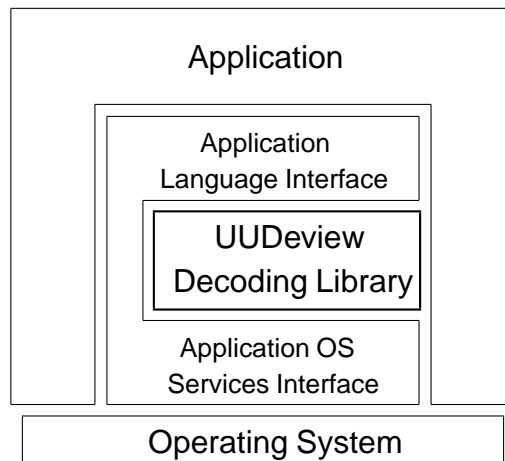 Application
Application
Language Interface
UUDeview
Decoding Library
Application OS
Services Interface
Operating System